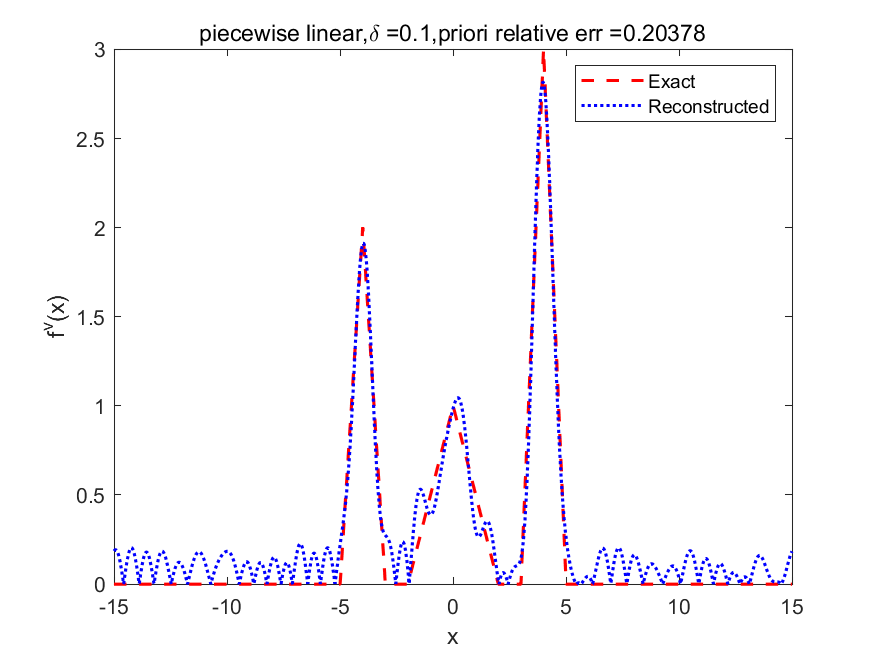 piecewise linear,δ =0.1,priori relative err =0.20378
3
2.5
2
1.5
1
0.5
0
fᵛ(x)
Exact
Reconstructed
-15
-10
-5
0
5
10
15
x